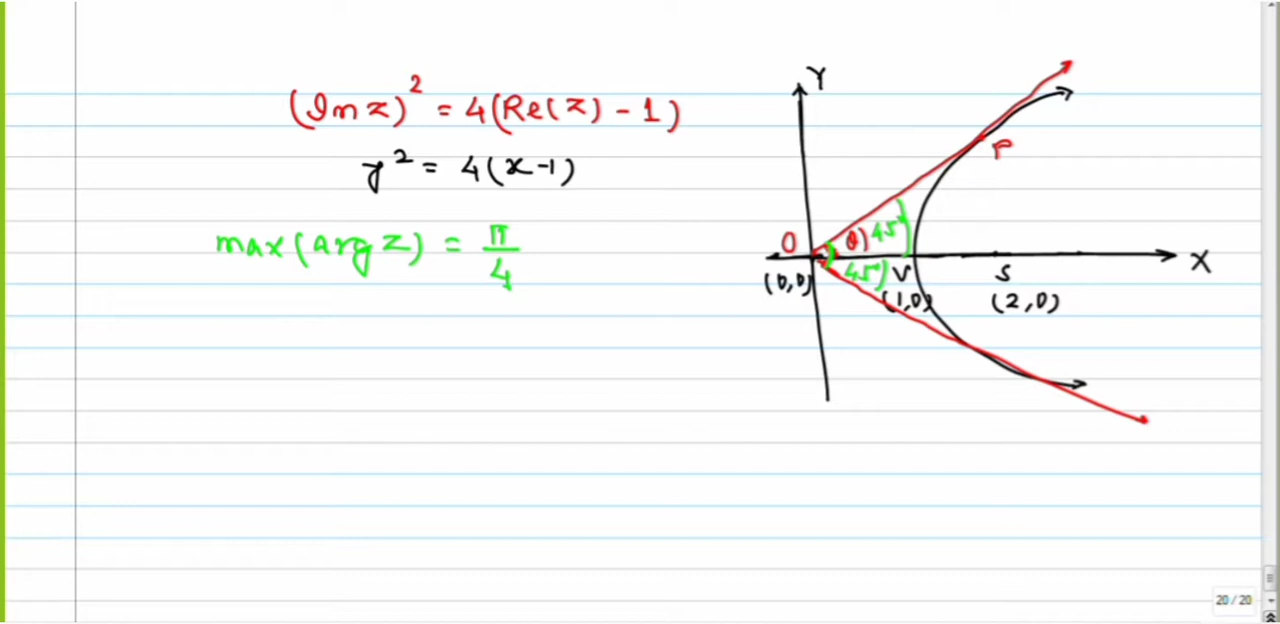 (Im z)² = 4(Re(z) - 1)
y² = 4(x-1)
max(arg z) = π/4
Y
P
O
θ) 45°
X
(0,0)
45°)
V
S
(1,0)
(2,0)
20 / 20